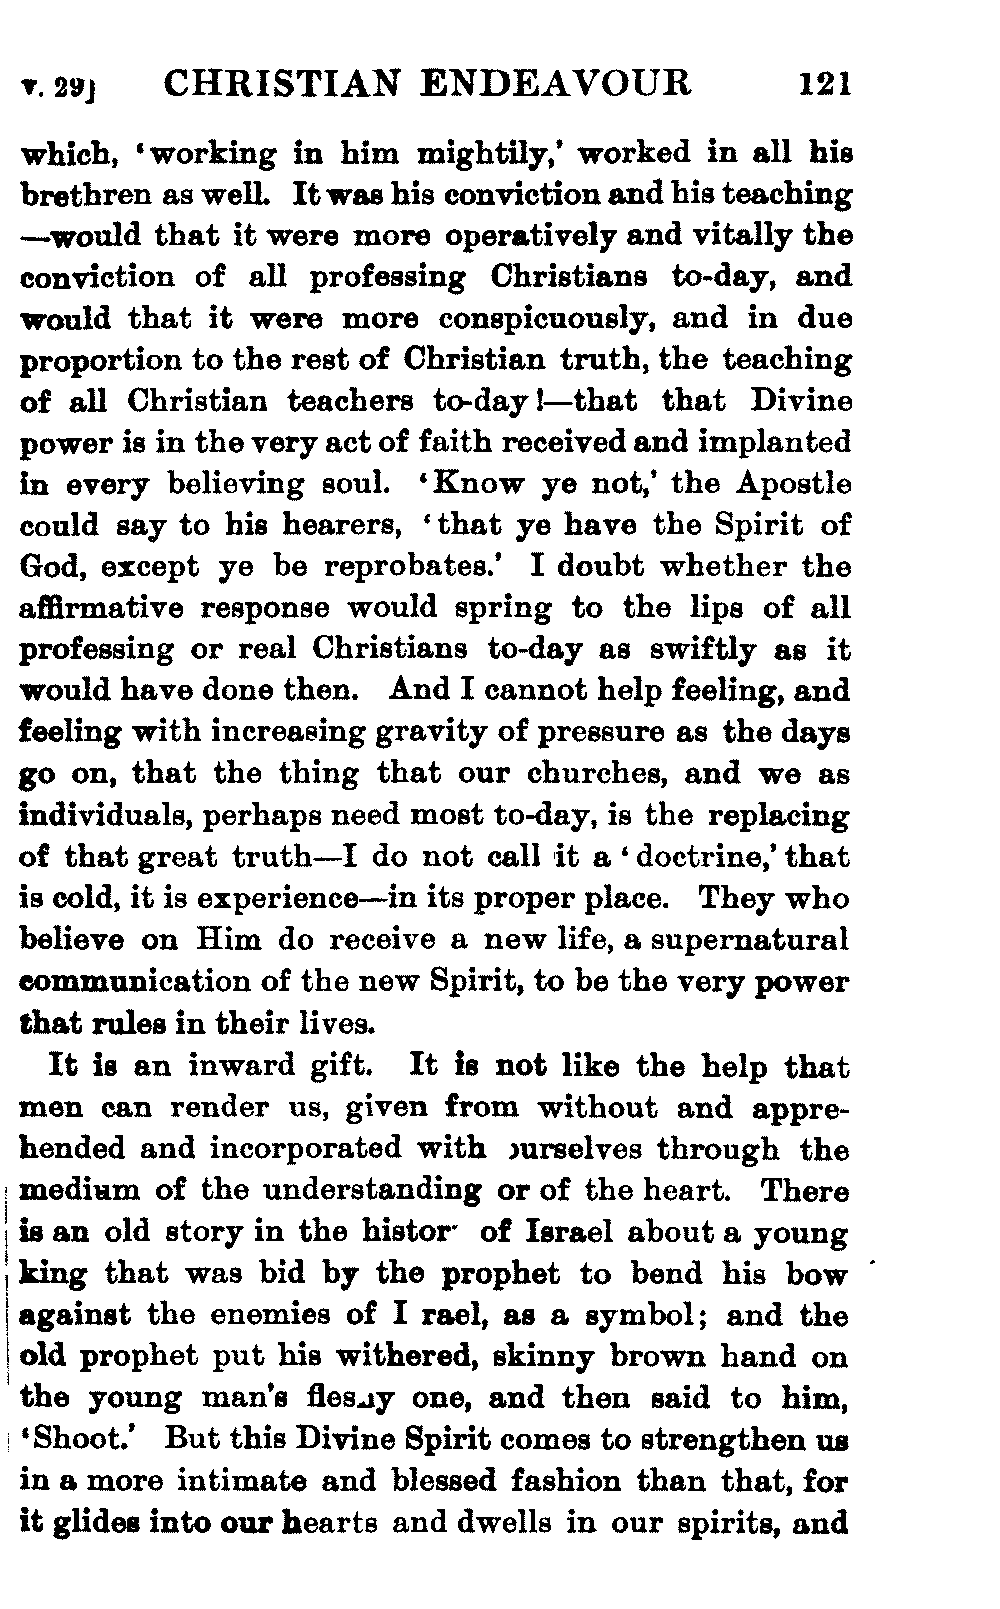 v. 29] CHRISTIAN ENDEAVOUR 121
which, ‘working in him mightily,’ worked in all his
brethren as well. It was his conviction and his teaching
—would that it were more operatively and vitally the
conviction of all professing Christians to-day, and
would that it were more conspicuously, and in due
proportion to the rest of Christian truth, the teaching
of all Christian teachers to-day!—that that Divine
power is in the very act of faith received and implanted
in every believing soul. ‘Know ye not,’ the Apostle
could say to his hearers, ‘that ye have the Spirit of
God, except ye be reprobates.’ I doubt whether the
affirmative response would spring to the lips of all
professing or real Christians to-day as swiftly as it
would have done then. And I cannot help feeling, and
feeling with increasing gravity of pressure as the days
go on, that the thing that our churches, and we as
individuals, perhaps need most to-day, is the replacing
of that great truth—I do not call it a ‘doctrine,’ that
is cold, it is experience—in its proper place. They who
believe on Him do receive a new life, a supernatural
communication of the new Spirit, to be the very power
that rules in their lives.
It is an inward gift. It is not like the help that
men can render us, given from without and appre-
hended and incorporated with ourselves through the
medium of the understanding or of the heart. There
is an old story in the history of Israel about a young
king that was bid by the prophet to bend his bow
against the enemies of Israel, as a symbol; and the
old prophet put his withered, skinny brown hand on
the young man's fleshy one, and then said to him,
‘Shoot.’ But this Divine Spirit comes to strengthen us
in a more intimate and blessed fashion than that, for
it glides into our hearts and dwells in our spirits, and